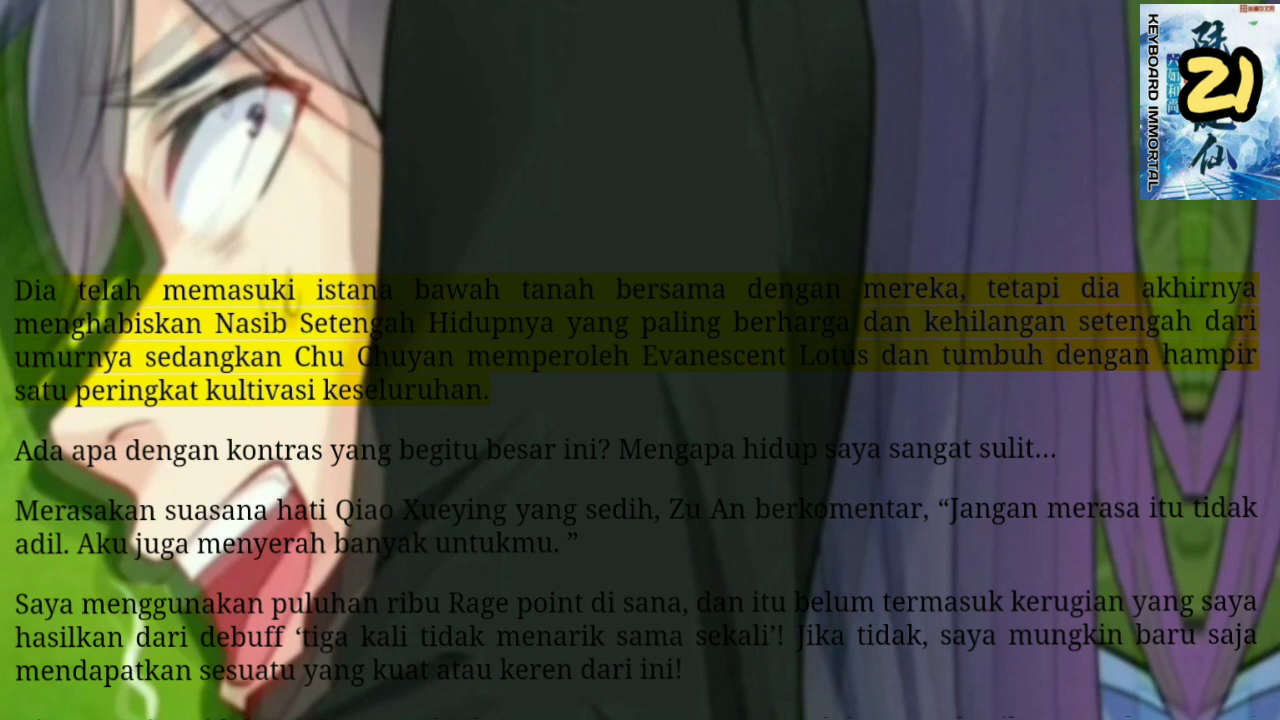 KEYBOARD IMMORTAL
21
仙
Dia telah memasuki istana bawah tanah bersama dengan mereka, tetapi dia akhirnya
menghabiskan Nasib Setengah Hidupnya yang paling berharga dan kehilangan setengah dari
umurnya sedangkan Chu Chuyan memperoleh Evanescent Lotus dan tumbuh dengan hampir
satu peringkat kultivasi keseluruhan.
Ada apa dengan kontras yang begitu besar ini? Mengapa hidup saya sangat sulit…
Merasakan suasana hati Qiao Xueying yang sedih, Zu An berkomentar, “Jangan merasa itu tidak
adil. Aku juga menyerah banyak untukmu. ”
Saya menggunakan puluhan ribu Rage point di sana, dan itu belum termasuk kerugian yang saya
hasilkan dari debuff ‘tiga kali tidak menarik sama sekali’! Jika tidak, saya mungkin baru saja
mendapatkan sesuatu yang kuat atau keren dari ini!